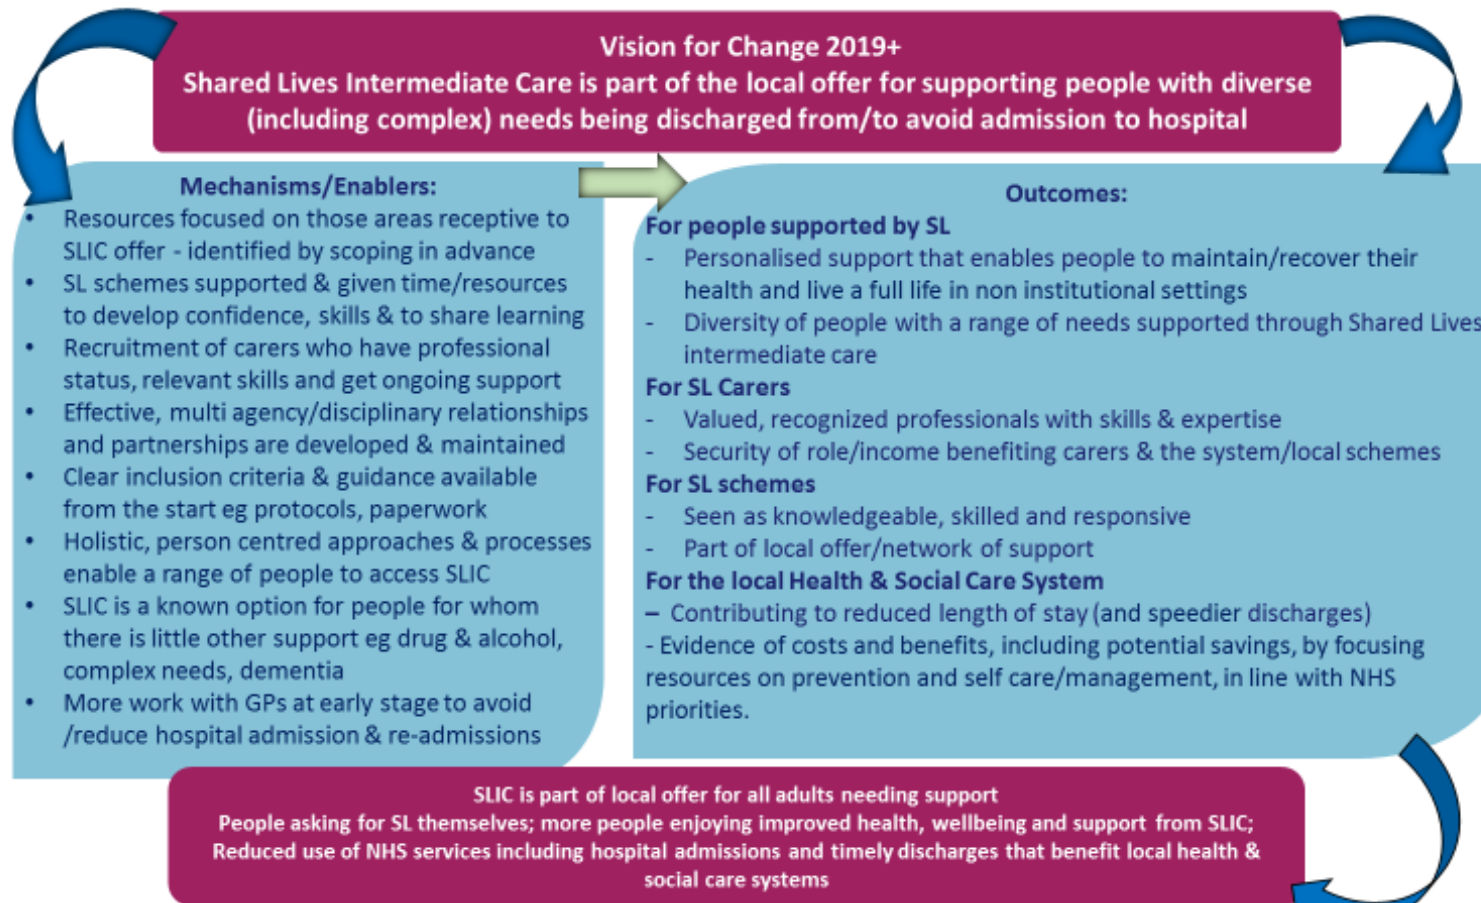 Vision for Change 2019+
Shared Lives Intermediate Care is part of the local offer for supporting people with diverse
(including complex) needs being discharged from/to avoid admission to hospital
Mechanisms/Enablers:
• Resources focused on those areas receptive to
SLIC offer - identified by scoping in advance
• SL schemes supported & given time/resources
to develop confidence, skills & to share learning
• Recruitment of carers who have professional
status, relevant skills and get ongoing support
• Effective, multi agency/disciplinary relationships
and partnerships are developed & maintained
• Clear inclusion criteria & guidance available
from the start eg protocols, paperwork
• Holistic, person centred approaches & processes
enable a range of people to access SLIC
• SLIC is a known option for people for whom
there is little other support eg drug & alcohol,
complex needs, dementia
• More work with GPs at early stage to avoid
/reduce hospital admission & re-admissions
Outcomes:
For people supported by SL
- Personalised support that enables people to maintain/recover their
health and live a full life in non institutional settings
- Diversity of people with a range of needs supported through Shared Lives
intermediate care
For SL Carers
- Valued, recognized professionals with skills & expertise
- Security of role/income benefiting carers & the system/local schemes
For SL schemes
- Seen as knowledgeable, skilled and responsive
- Part of local offer/network of support
For the local Health & Social Care System
– Contributing to reduced length of stay (and speedier discharges)
- Evidence of costs and benefits, including potential savings, by focusing
resources on prevention and self care/management, in line with NHS
priorities.
SLIC is part of local offer for all adults needing support
People asking for SL themselves; more people enjoying improved health, wellbeing and support from SLIC;
Reduced use of NHS services including hospital admissions and timely discharges that benefit local health &
social care systems